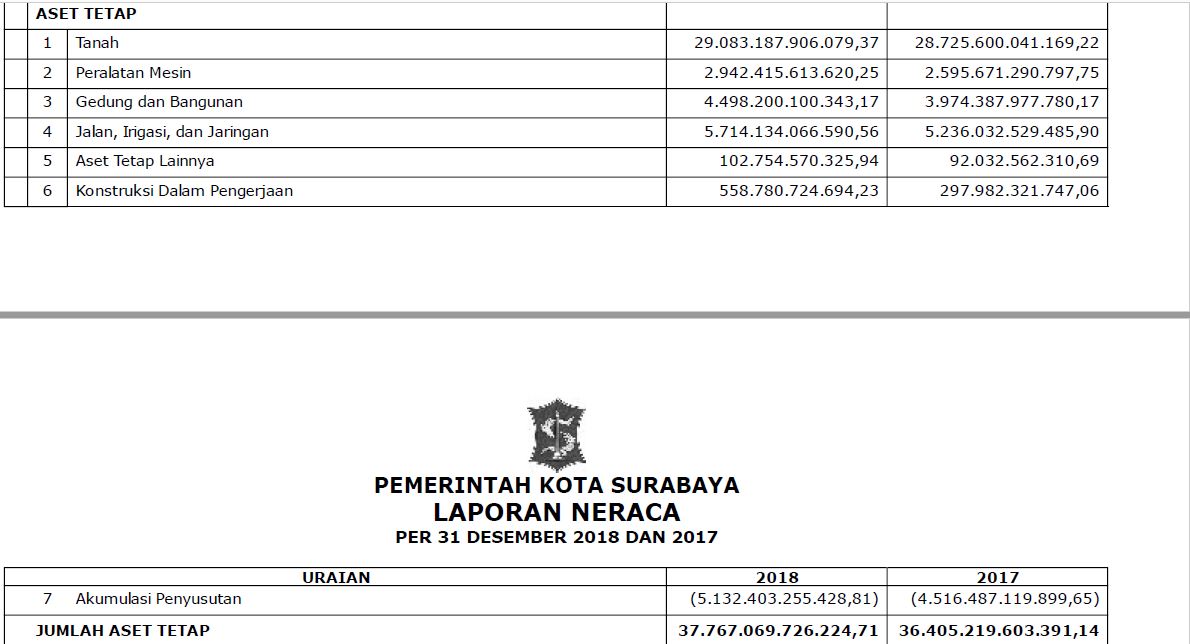 ASET TETAP
1 Tanah 29.083.187.906.079,37 28.725.600.041.169,22
2 Peralatan Mesin 2.942.415.613.620,25 2.595.671.290.797,75
3 Gedung dan Bangunan 4.498.200.100.343,17 3.974.387.977.780,17
4 Jalan, Irigasi, dan Jaringan 5.714.134.066.590,56 5.236.032.529.485,90
5 Aset Tetap Lainnya 102.754.570.325,94 92.032.562.310,69
6 Konstruksi Dalam Pengerjaan 558.780.724.694,23 297.982.321.747,06
PEMERINTAH KOTA SURABAYA
LAPORAN NERACA
PER 31 DESEMBER 2018 DAN 2017
URAIAN 2018 2017
7 Akumulasi Penyusutan (5.132.403.255.428,81) (4.516.487.119.899,65)
JUMLAH ASET TETAP 37.767.069.726.224,71 36.405.219.603.391,14